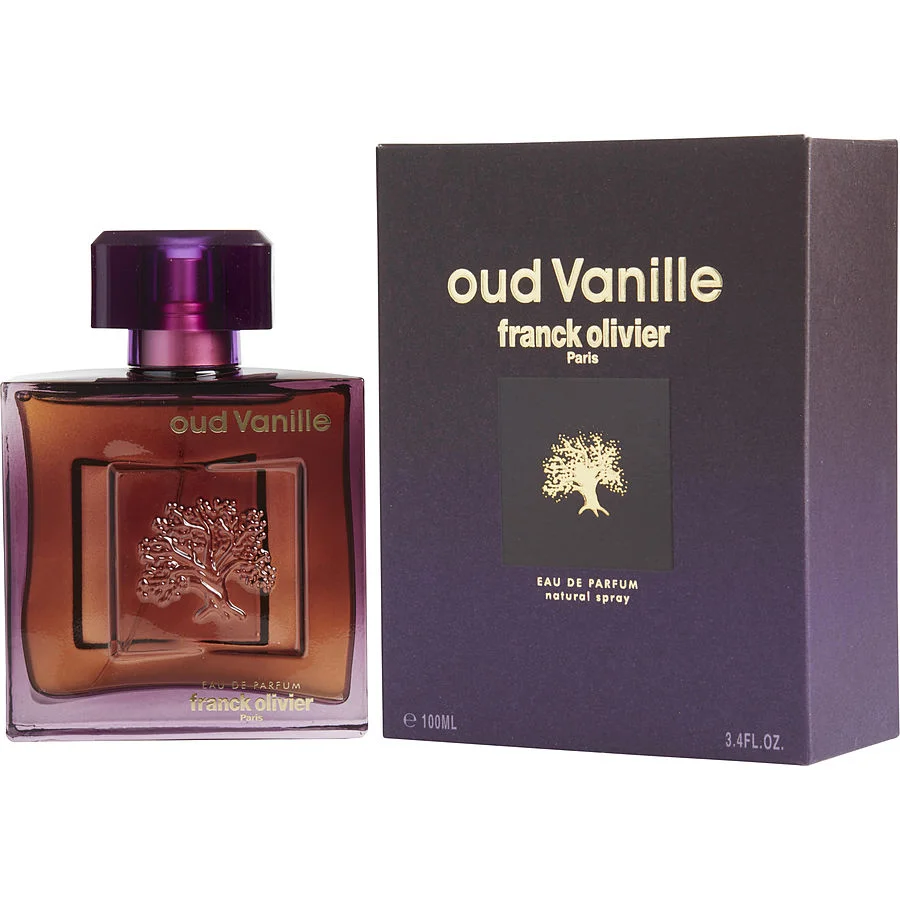 oud Vanille
EAU DE PARFUM
franck olivier
Paris
oud Vanille
franck olivier
Paris
EAU DE PARFUM
natural spray
℮ 100ML
3.4FL.OZ.